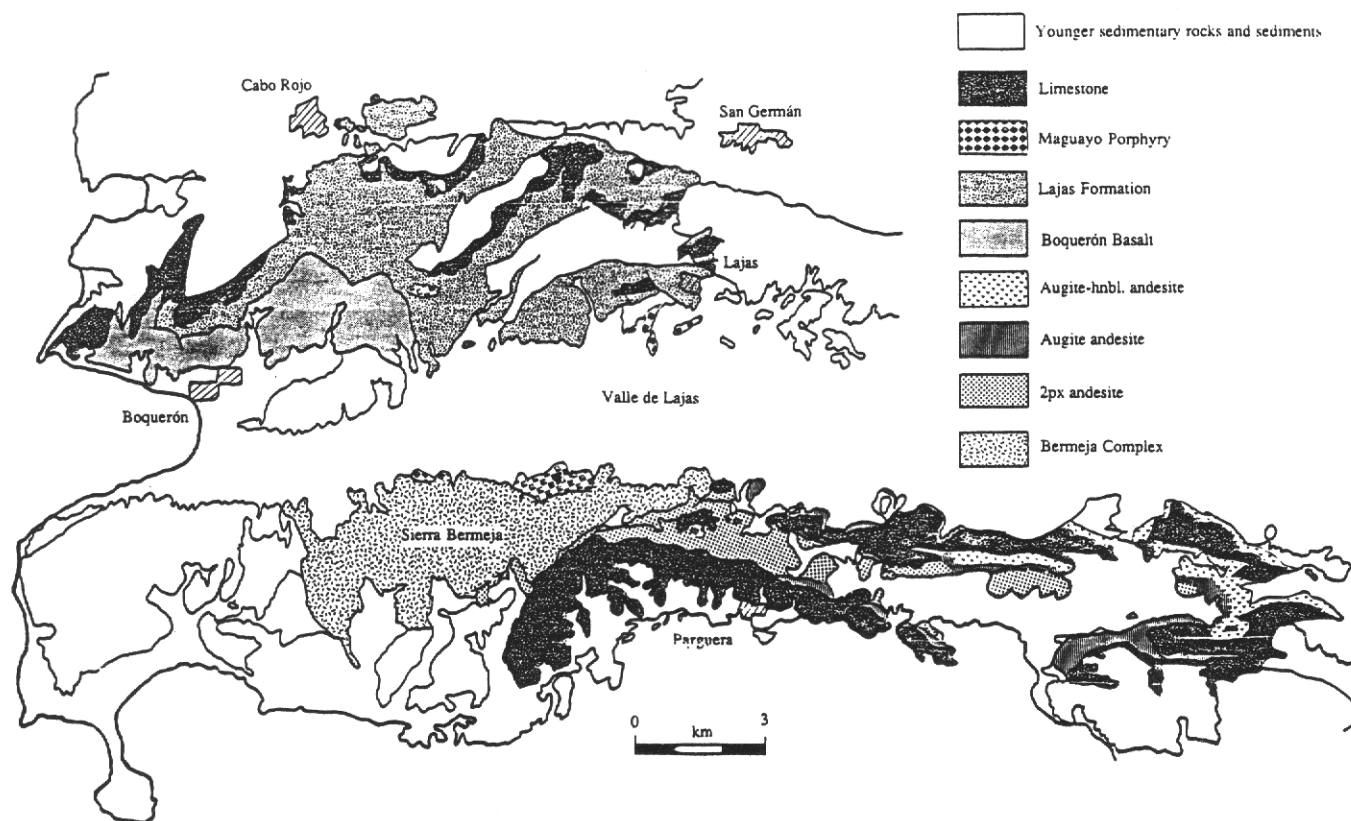 Younger sedimentary rocks and sediments
Limestone
Maguayo Porphyry
Lajas Formation
Boquerón Basalt
Augite-hnbl. andesite
Augite andesite
2px andesite
Bermeja Complex
Cabo Rojo
San Germán
Lajas
Valle de Lajas
Boquerón
Sierra Bermeja
Parguera
0 3
km